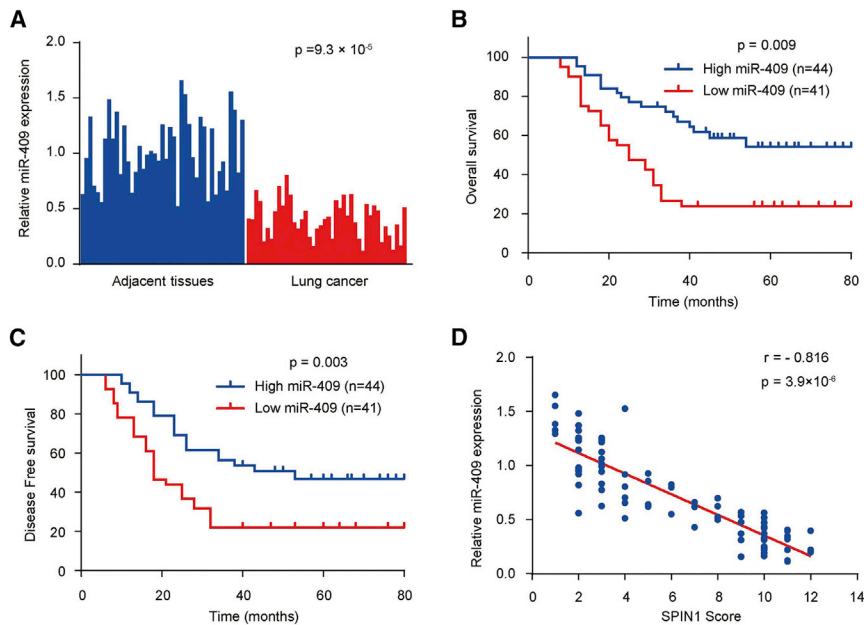 A
2.0
1.5
1.0
0.5
0.0
Relative miR-409 expression
p =9.3 × 10-5
Adjacent tissues
Lung cancer
B
100
80
60
40
20
0
Overall survival
p = 0.009
High miR-409 (n=44)
Low miR-409 (n=41)
0 20 40 60 80
Time (months)
C
100
80
60
40
20
0
Disease Free survival
p = 0.003
High miR-409 (n=44)
Low miR-409 (n=41)
0 20 40 60 80
Time (months)
D
2.0
1.5
1.0
0.5
0.0
Relative miR-409 expression
r = - 0.816
p = 3.9×10-6
0 2 4 6 8 10 12 14
SPIN1 Score